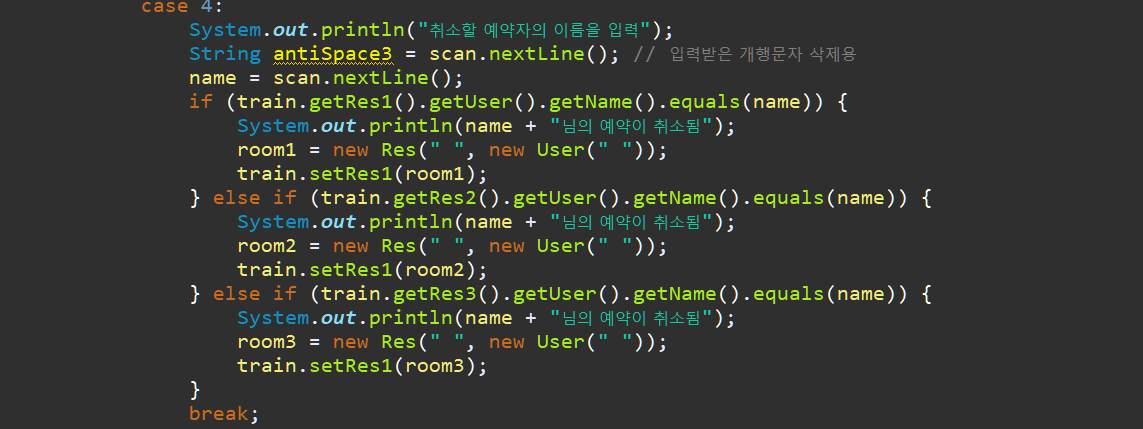 case 4:
System.out.println("취소할 예약자의 이름을 입력");
String antiSpace3 = scan.nextLine(); // 입력받은 개행문자 삭제용
name = scan.nextLine();
if (train.getRes1().getUser().getName().equals(name)) {
System.out.println(name + "님의 예약이 취소됨");
room1 = new Res(" ", new User(" "));
train.setRes1(room1);
} else if (train.getRes2().getUser().getName().equals(name)) {
System.out.println(name + "님의 예약이 취소됨");
room2 = new Res(" ", new User(" "));
train.setRes1(room2);
} else if (train.getRes3().getUser().getName().equals(name)) {
System.out.println(name + "님의 예약이 취소됨");
room3 = new Res(" ", new User(" "));
train.setRes1(room3);
}
break;